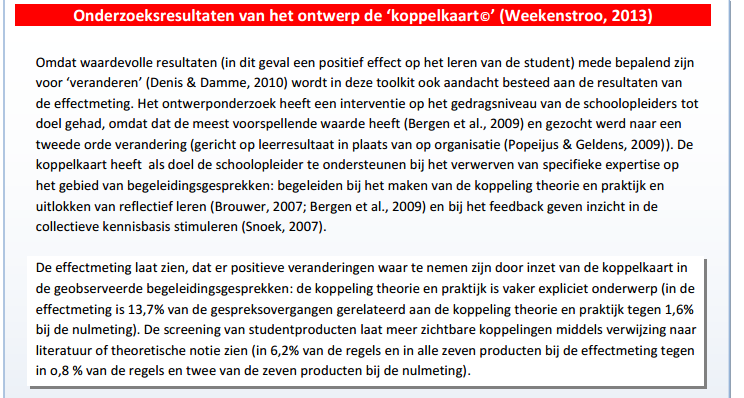 Onderzoeksresultaten van het ontwerp de ‘koppelkaart©’ (Weekenstroo, 2013)
Omdat waardevolle resultaten (in dit geval een positief effect op het leren van de student) mede bepalend zijn
voor ‘veranderen’ (Denis & Damme, 2010) wordt in deze toolkit ook aandacht besteed aan de resultaten van
de effectmeting. Het ontwerponderzoek heeft een interventie op het gedragsniveau van de schoolopleiders tot
doel gehad, omdat dat de meest voorspellende waarde heeft (Bergen et al., 2009) en gezocht werd naar een
tweede orde verandering (gericht op leerresultaat in plaats van op organisatie (Popeijus & Geldens, 2009)). De
koppelkaart heeft als doel de schoolopleider te ondersteunen bij het verwerven van specifieke expertise op
het gebied van begeleidingsgesprekken: begeleiden bij het maken van de koppeling theorie en praktijk en
uitlokken van reflectief leren (Brouwer, 2007; Bergen et al., 2009) en bij het feedback geven inzicht in de
collectieve kennisbasis stimuleren (Snoek, 2007).
De effectmeting laat zien, dat er positieve veranderingen waar te nemen zijn door inzet van de koppelkaart in
de geobserveerde begeleidingsgesprekken: de koppeling theorie en praktijk is vaker expliciet onderwerp (in de
effectmeting is 13,7% van de gespreksovergangen gerelateerd aan de koppeling theorie en praktijk tegen 1,6%
bij de nulmeting). De screening van studentproducten laat meer zichtbare koppelingen middels verwijzing naar
literatuur of theoretische notie zien (in 6,2% van de regels en in alle zeven producten bij de effectmeting tegen
in o,8 % van de regels en twee van de zeven producten bij de nulmeting).